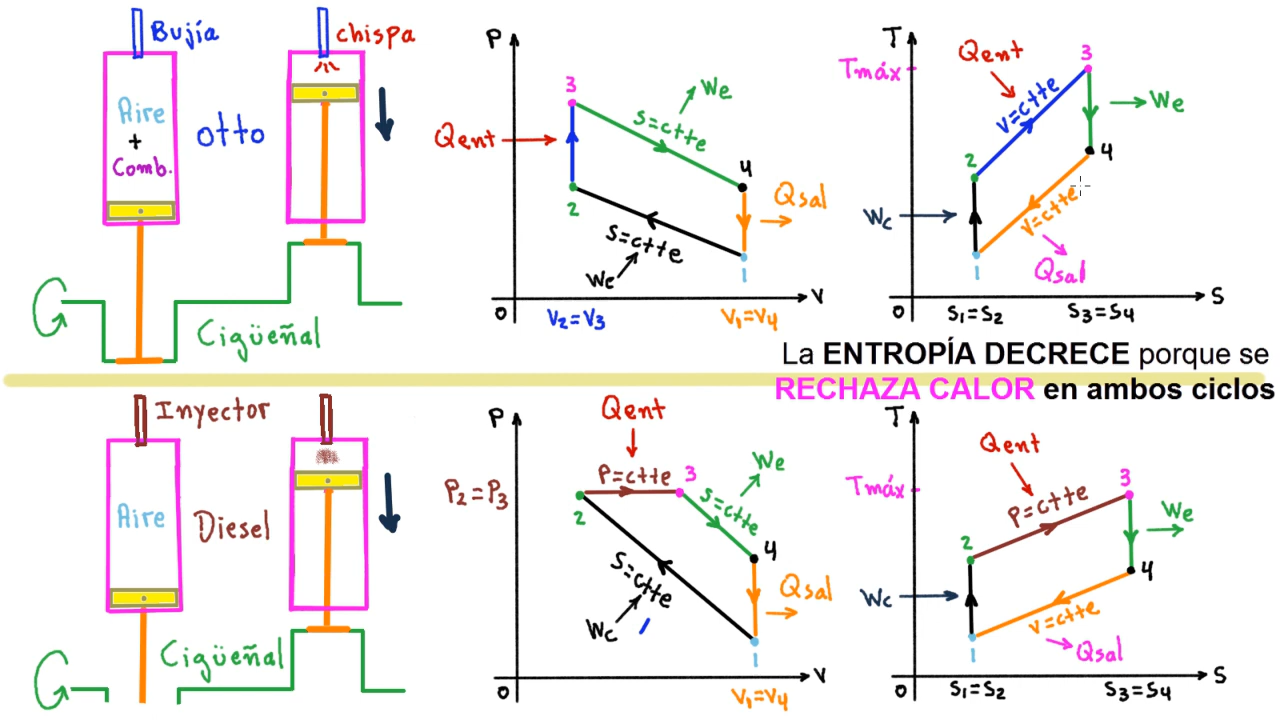 Bujía
chispa
Aire
+
Comb.
otto
Cigüeñal
P
3
We
S=ctte
Qent
4
Qsal
2
S=ctte
We
1
0
V
V₂=V₃
V₁=V₄
T
Qent
3
Tmáx
V=ctte
We
2
4
Wc
V=ctte
Qsal
1
0
S
S₁=S₂
S₃=S₄
La ENTROPÍA DECRECE porque se
RECHAZA CALOR en ambos ciclos
Inyector
Aire
Diesel
Cigüeñal
P
Qent
P=ctte
3
We
P₂=P₃
S=ctte
2
4
S=ctte
Qsal
Wc
1
0
V
V₁=V₄
T
Qent
3
Tmáx
P=ctte
We
2
4
Wc
V=ctte
Qsal
1
0
S
S₁=S₂
S₃=S₄